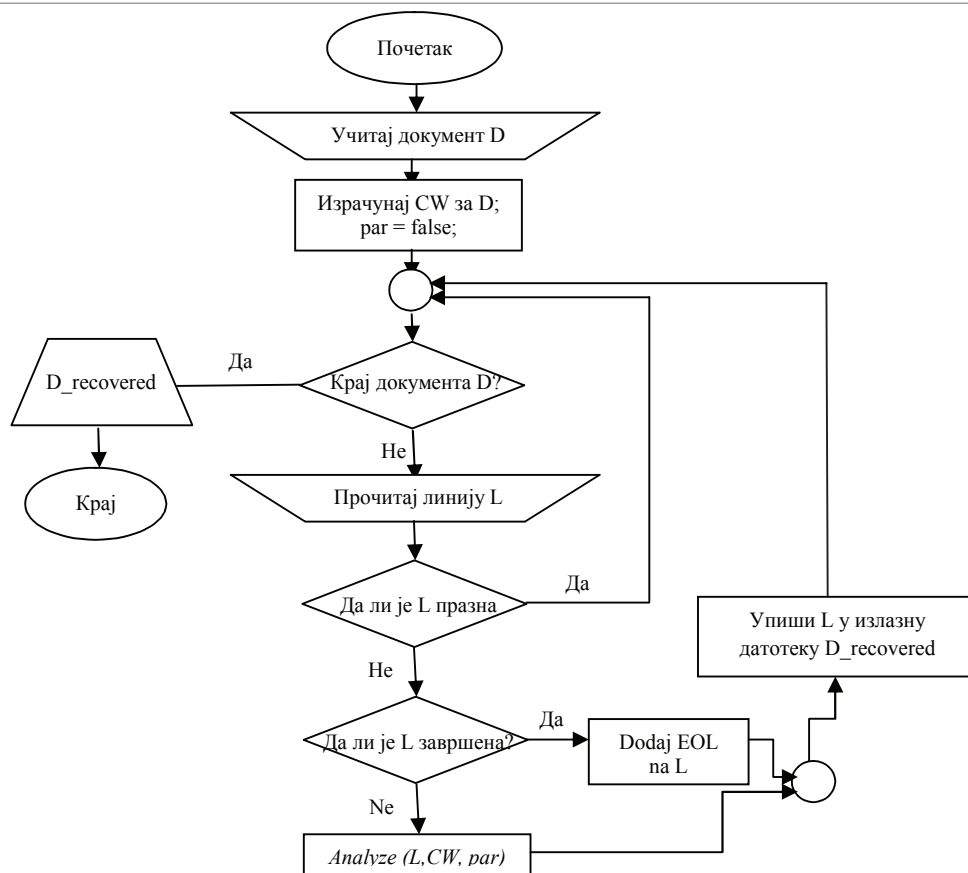 Почетак
Учитај документ D
Израчунај CW за D;
par = false;
Да
D_recovered
Крај документа D?
Не
Крај
Прочитај линију L
Да
Да ли је L празна
Упиши L у излазну
датотеку D_recovered
Не
Да
Да ли је L завршена?
Dodaj EOL
na L
Ne
Analyze (L,CW, par)